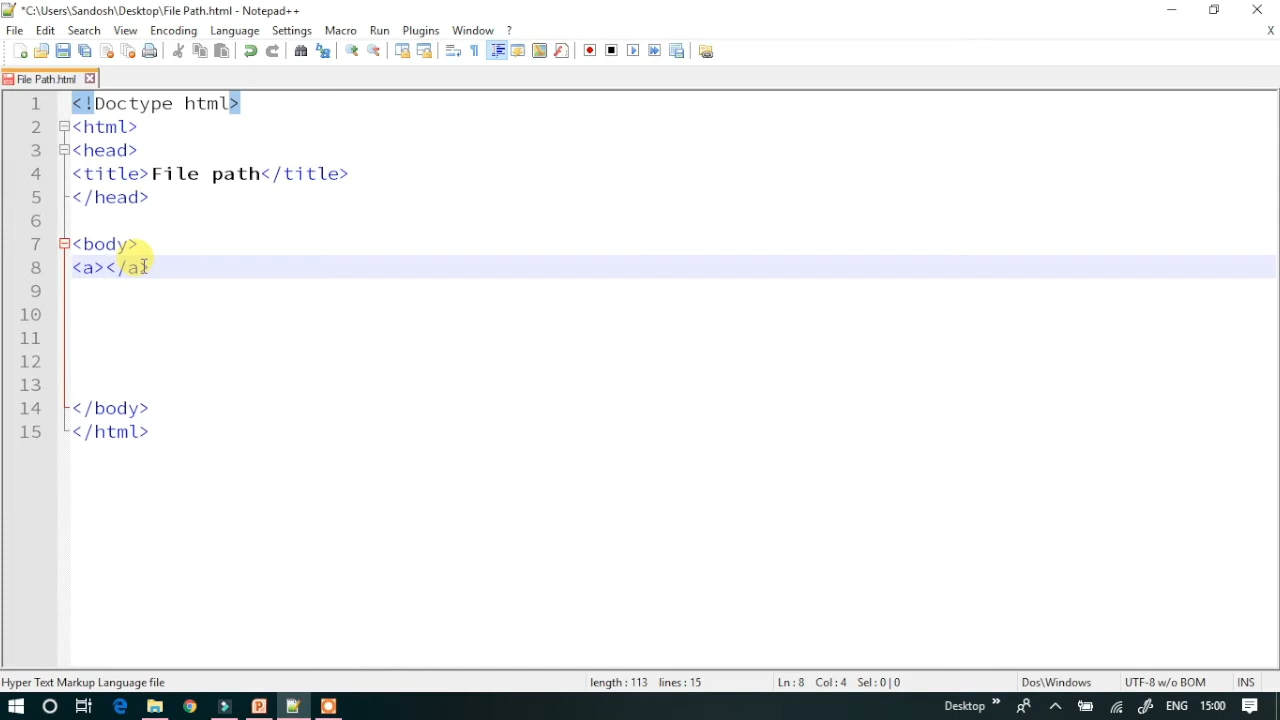 *C:\Users\Sandosh\Desktop\File Path.html - Notepad++
File Edit Search View Encoding Language Settings Macro Run Plugins Window ? X
File Path.html
1 <!Doctype html>
2 <html>
3 <head>
4 <title>File path</title>
5 </head>
6
7 <body>
8 <a></a>
9
10
11
12
13
14 </body>
15 </html>
Hyper Text Markup Language file length : 113 lines : 15 Ln : 8 Col : 4 Sel : 0 | 0 Dos\Windows UTF-8 w/o BOM INS
Desktop » ENG 15:00